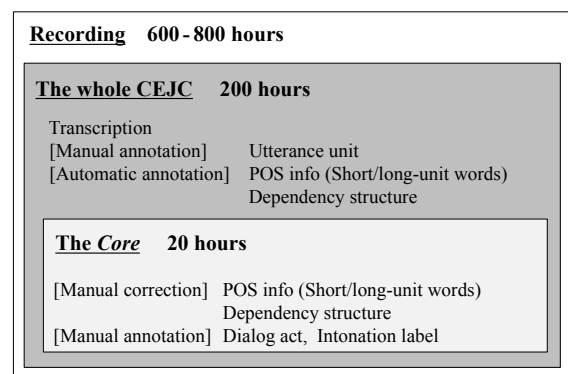 Recording 600 - 800 hours
The whole CEJC 200 hours
Transcription
[Manual annotation] Utterance unit
[Automatic annotation] POS info (Short/long-unit words)
Dependency structure
The Core 20 hours
[Manual correction] POS info (Short/long-unit words)
Dependency structure
[Manual annotation] Dialog act, Intonation label